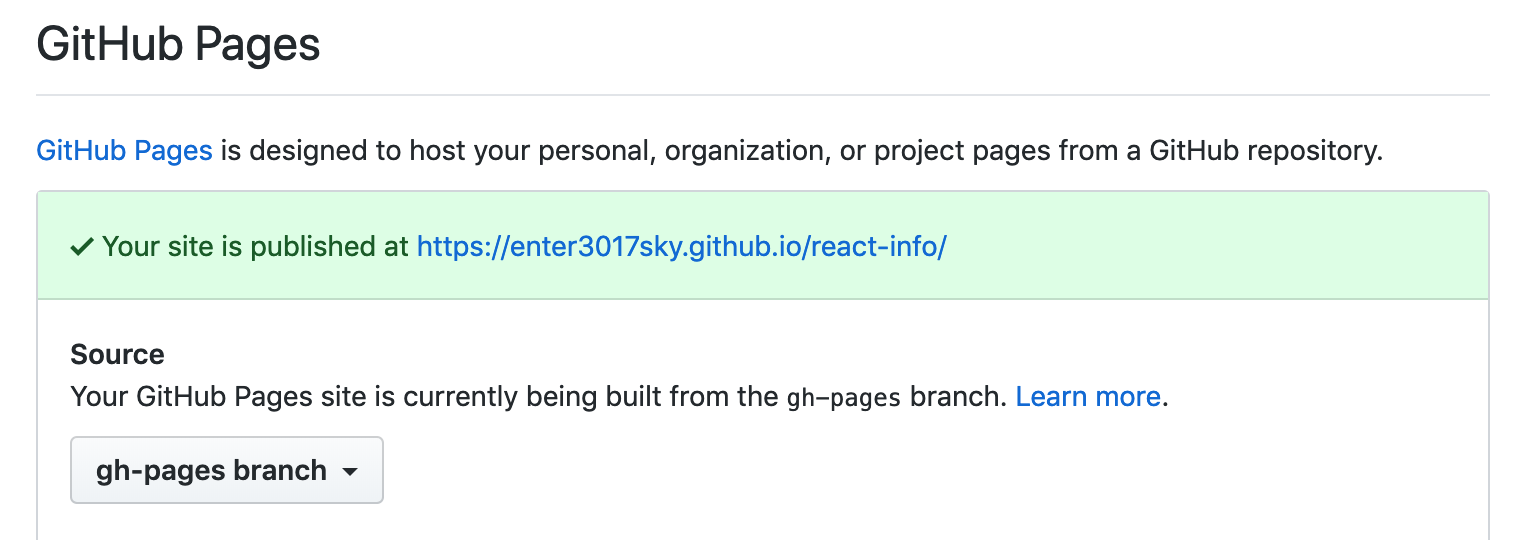 GitHub Pages
GitHub Pages is designed to host your personal, organization, or project pages from a GitHub repository.
Your site is published at https://enter3017sky.github.io/react-info/
Source
Your GitHub Pages site is currently being built from the gh-pages branch. Learn more.
gh-pages branch